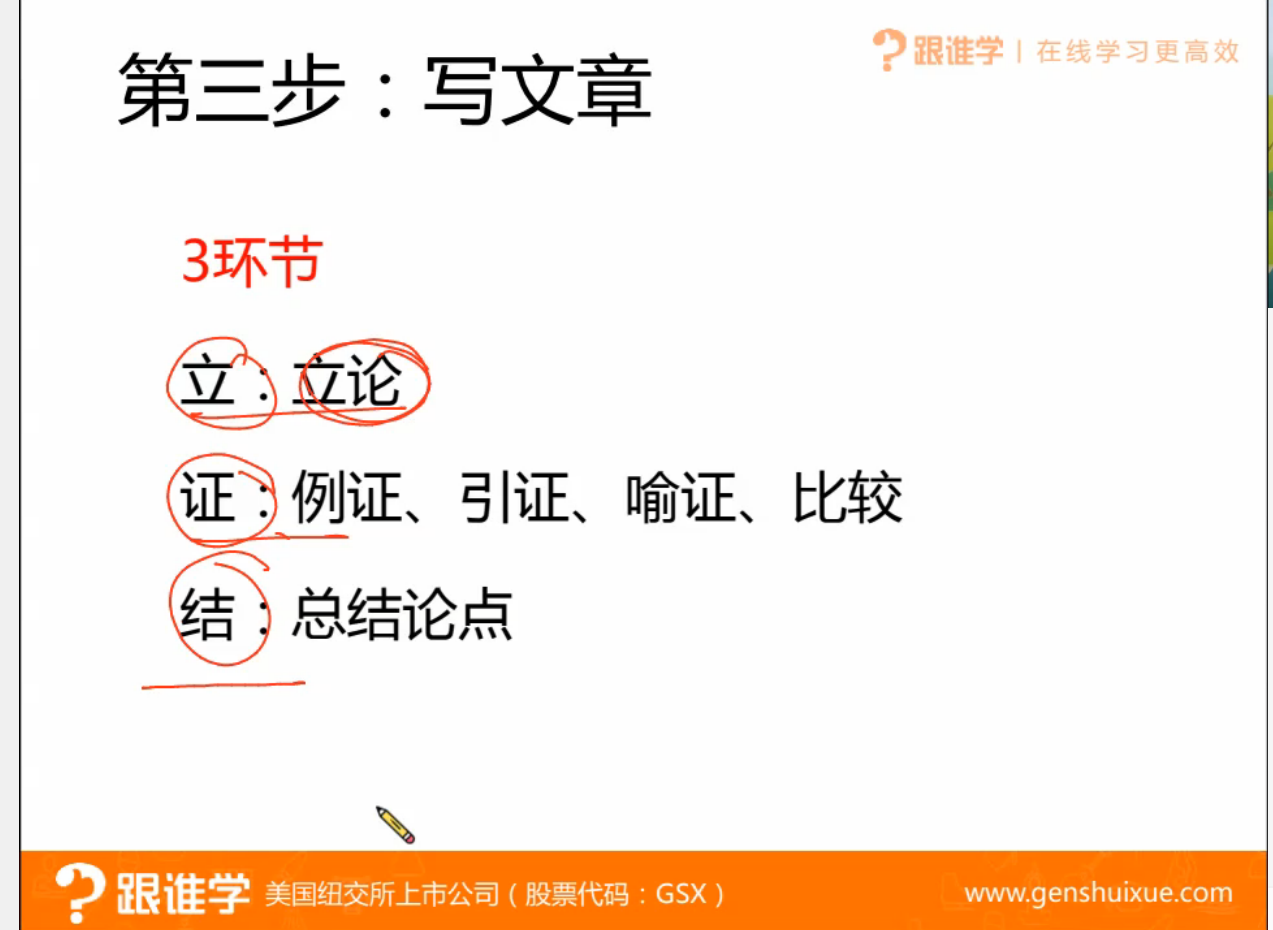 跟谁学 | 在线学习更高效
第三步：写文章
3环节
立：立论
证：例证、引证、喻证、比较
结：总结论点
跟谁学 美国纽交所上市公司（股票代码：GSX） www.genshuixue.com